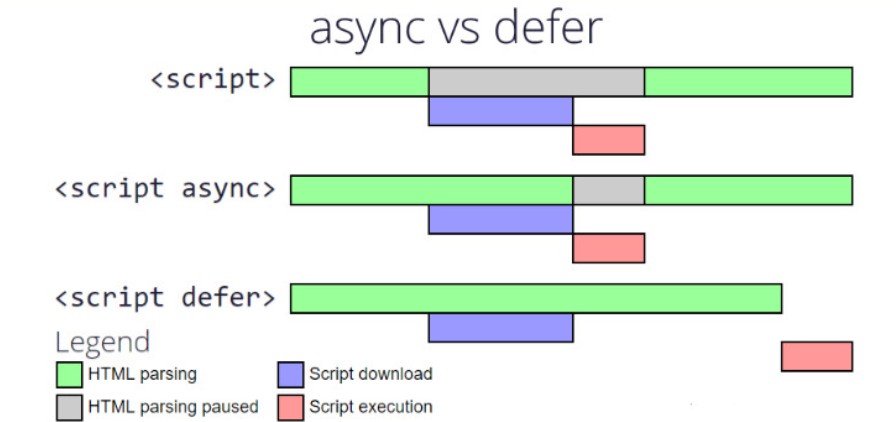 async vs defer
<script>
<script async>
<script defer>
Legend
HTML parsing
Script download
HTML parsing paused
Script execution